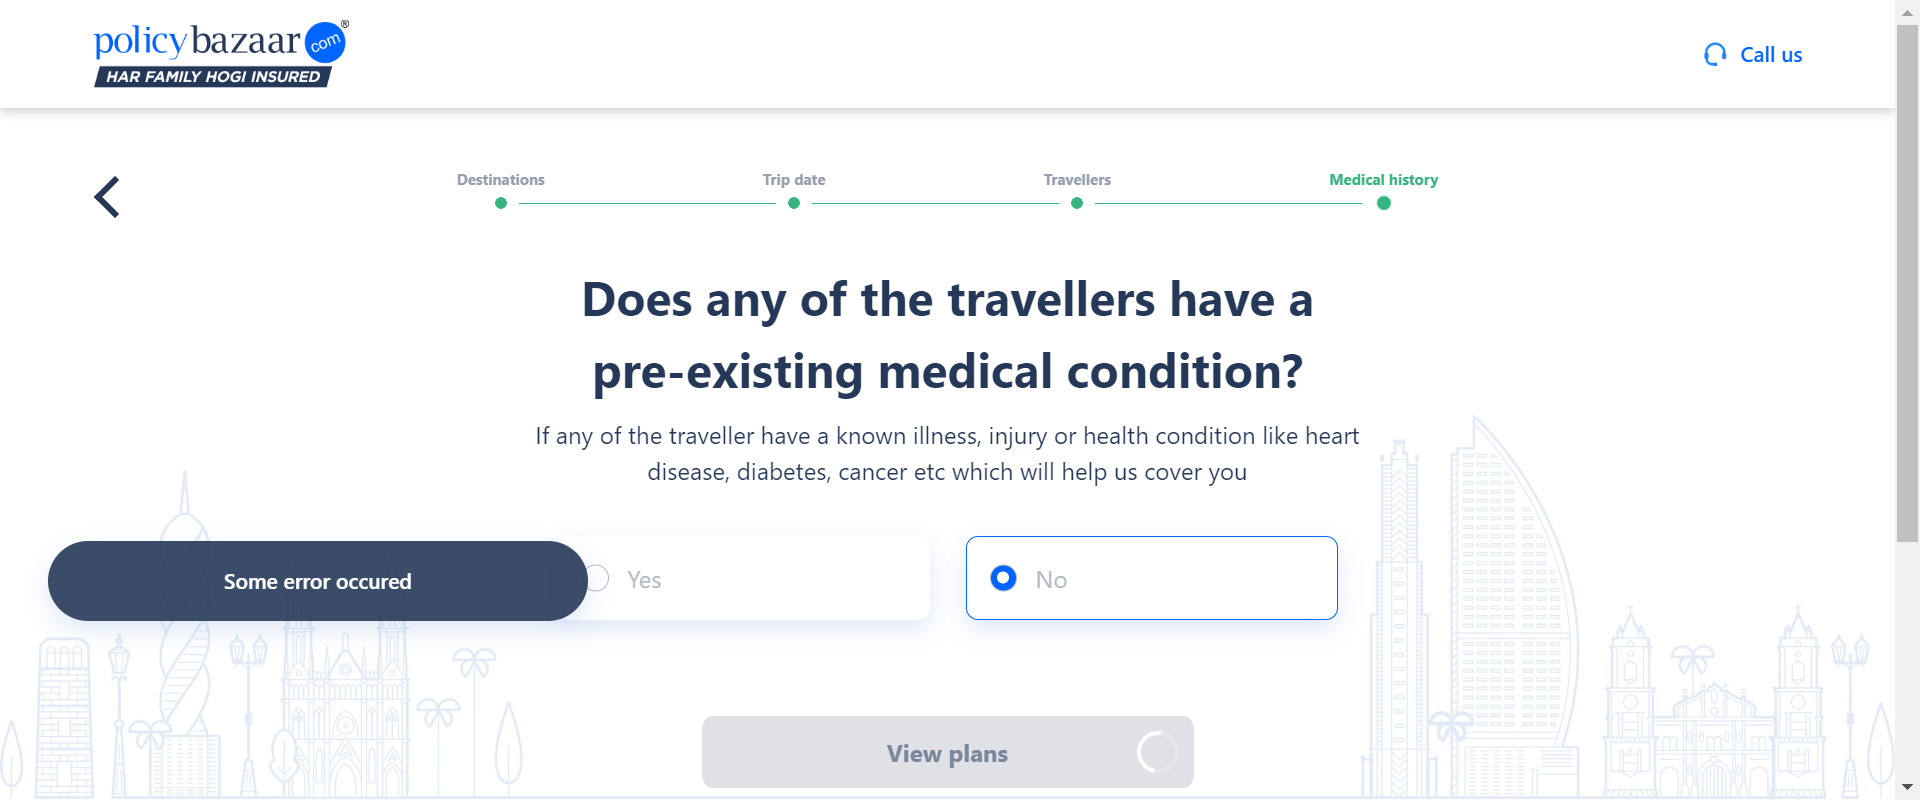 policybazaar com ®
HAR FAMILY HOGI INSURED
Call us
Destinations
Trip date
Travellers
Medical history
Does any of the travellers have a
pre-existing medical condition?
If any of the traveller have a known illness, injury or health condition like heart
disease, diabetes, cancer etc which will help us cover you
Some error occured
Yes
No
View plans